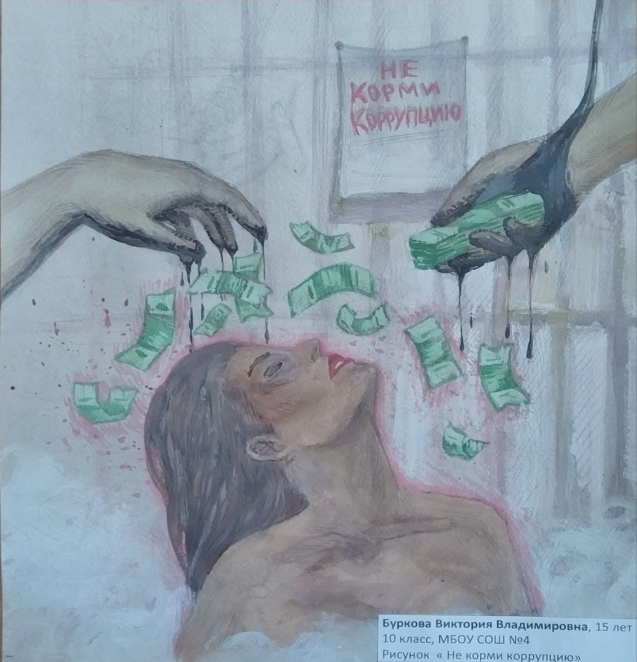 НЕ
КОРМИ
КОРРУПЦИЮ
Буркова Виктория Владимировна, 15 лет
10 класс, МБОУ СОШ №4
Рисунок « Не корми коррупцию»